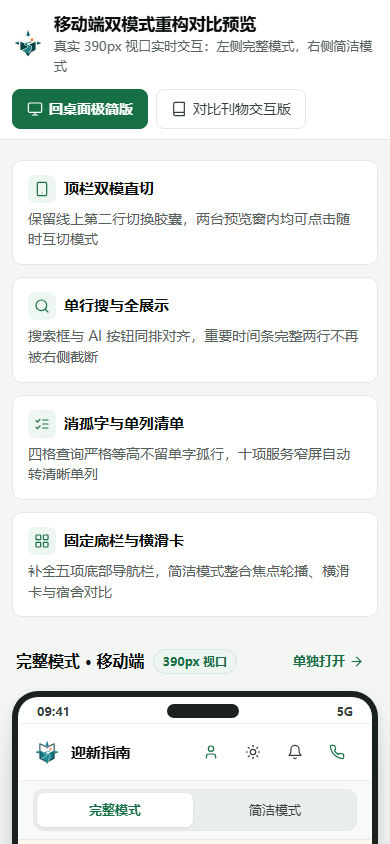 移动端双模式重构对比预览
真实 390px 视口实时交互：左侧完整模式，右侧简洁模
式
回桌面极简版
对比刊物交互版
顶栏双模直切
保留线上第二行切换胶囊，两台预览窗内均可点击随
时互切模式
单行搜与全展示
搜索框与 AI 按钮同排对齐，重要时间条完整两行不再
被右侧截断
消孤字与单列清单
四格查询严格等高不留单字孤行，十项服务窄屏自动
转清晰单列
固定底栏与横滑卡
补全五项底部导航栏，简洁模式整合焦点轮播、横滑
卡与宿舍对比
完整模式 • 移动端
390px 视口
单独打开 →
09:41
5G
迎新指南
完整模式
简洁模式